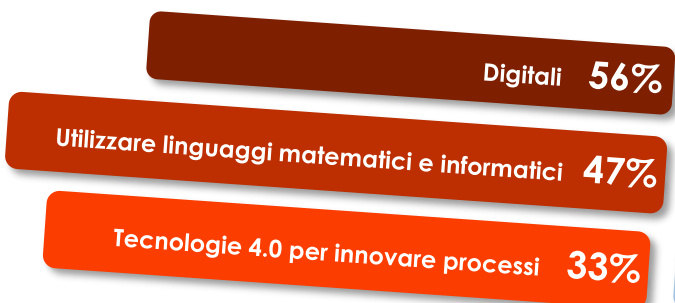 Digitali 56%
Utilizzare linguaggi matematici e informatici 47%
Tecnologie 4.0 per innovare processi 33%